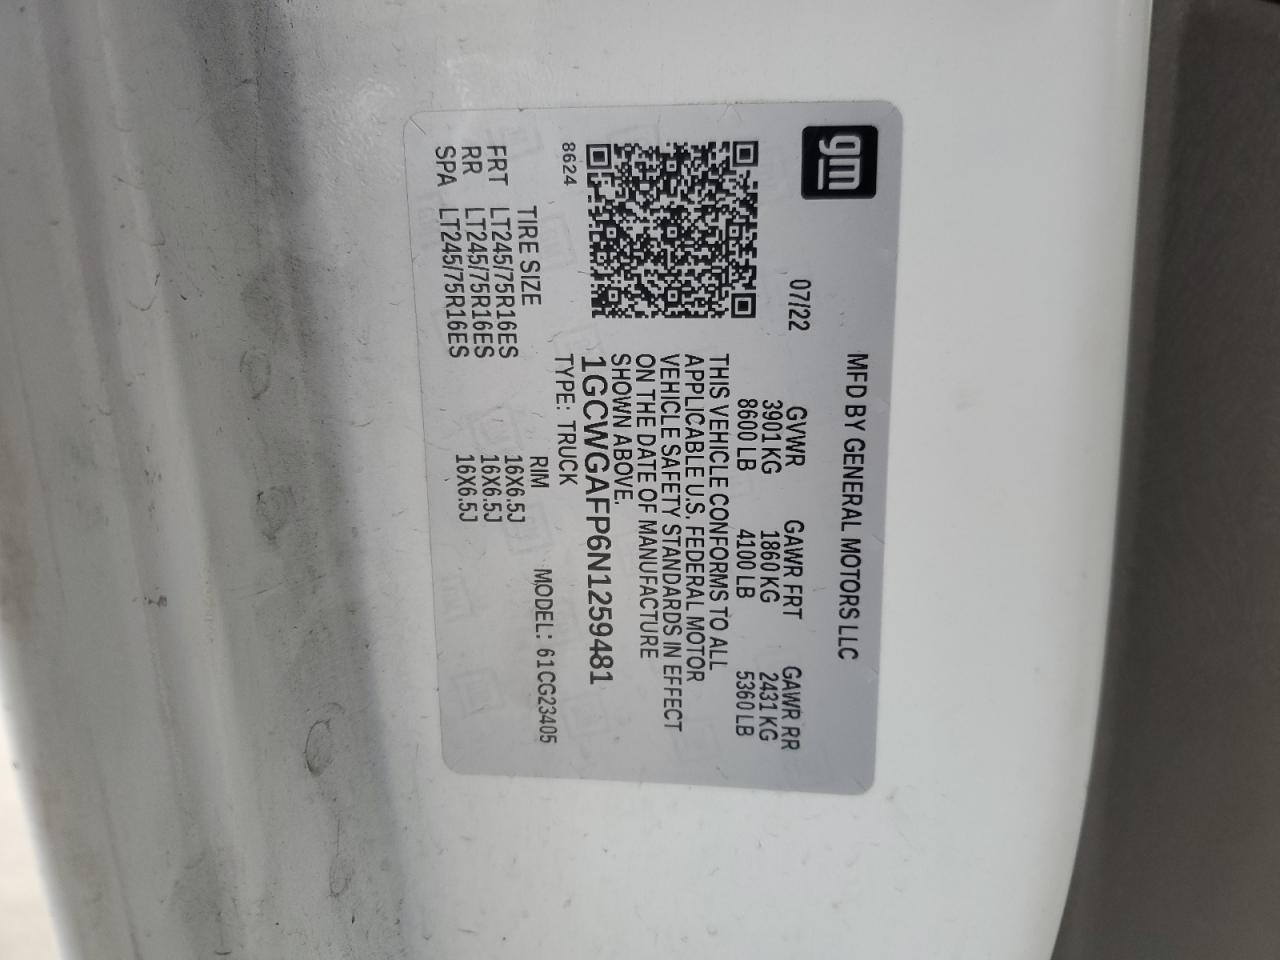 gm
MFD BY GENERAL MOTORS LLC
07/22
GVWR GAWR FRT GAWR RR
3901 KG 1860 KG 2431 KG
8600 LB 4100 LB 5360 LB
THIS VEHICLE CONFORMS TO ALL
APPLICABLE U.S. FEDERAL MOTOR
VEHICLE SAFETY STANDARDS IN EFFECT
ON THE DATE OF MANUFACTURE
SHOWN ABOVE.
1GCWGAFP6N1259481
8624
TYPE: TRUCK
MODEL: 61CG23405
TIRE SIZE RIM
FRT LT245/75R16ES 16X6.5J
RR LT245/75R16ES 16X6.5J
SPA LT245/75R16ES 16X6.5J